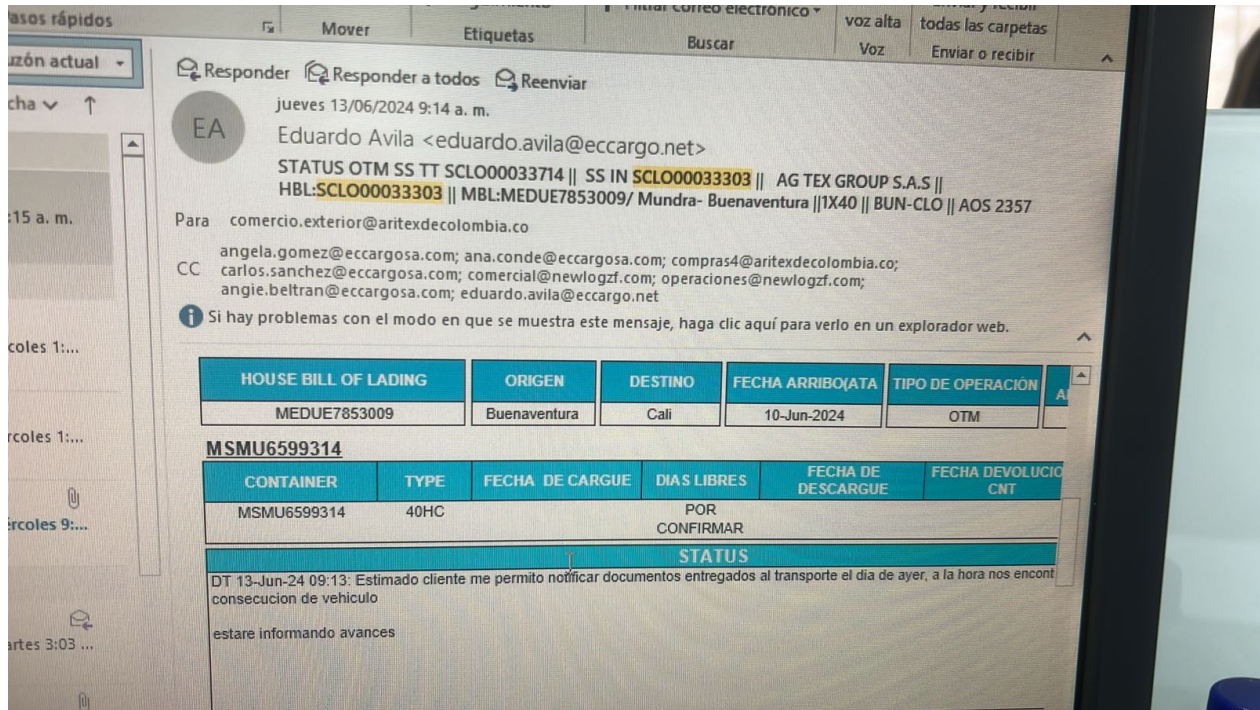 Pasos rápidos
Mover
Etiquetas
correo electrónico
Buscar
voz alta
Voz
todas las carpetas
Enviar o recibir
actual
Responder
Responder a todos
Reenviar
EA
jueves 13/06/2024 9:14 a. m.
Eduardo Avila <eduardo.avila@eccargo.net>
STATUS OTM SS TT SCLO00033714 || SS IN SCLO00033303 || AG TEX GROUP S.A.S ||
HBL:SCLO00033303 || MBL:MEDUE7853009/ Mundra- Buenaventura ||1X40 || BUN-CLO || AOS 2357
Para comercio.exterior@aritexdecolombia.co
CC angela.gomez@eccargosa.com; ana.conde@eccargosa.com; compras4@aritexdecolombia.co;
carlos.sanchez@eccargosa.com; comercial@newlogzf.com; operaciones@newlogzf.com;
angie.beltran@eccargosa.com; eduardo.avila@eccargo.net
Si hay problemas con el modo en que se muestra este mensaje, haga clic aquí para verlo en un explorador web.
:15 a. m.
coles 1:...
rcoles 1:...
ércoles 9:...
artes 3:03 ...
HOUSE BILL OF LADING ORIGEN DESTINO FECHA ARRIBO(ATA TIPO DE OPERACIÓN
MEDUE7853009 Buenaventura Cali 10-Jun-2024 OTM
MSMU6599314
CONTAINER TYPE FECHA DE CARGUE DIAS LIBRES FECHA DE DESCARGUE FECHA DEVOLUCIO CNT
MSMU6599314 40HC POR CONFIRMAR
STATUS
DT 13-Jun-24 09:13: Estimado cliente me permito notificar documentos entregados al transporte el dia de ayer, a la hora nos encont
consecucion de vehiculo
estare informando avances